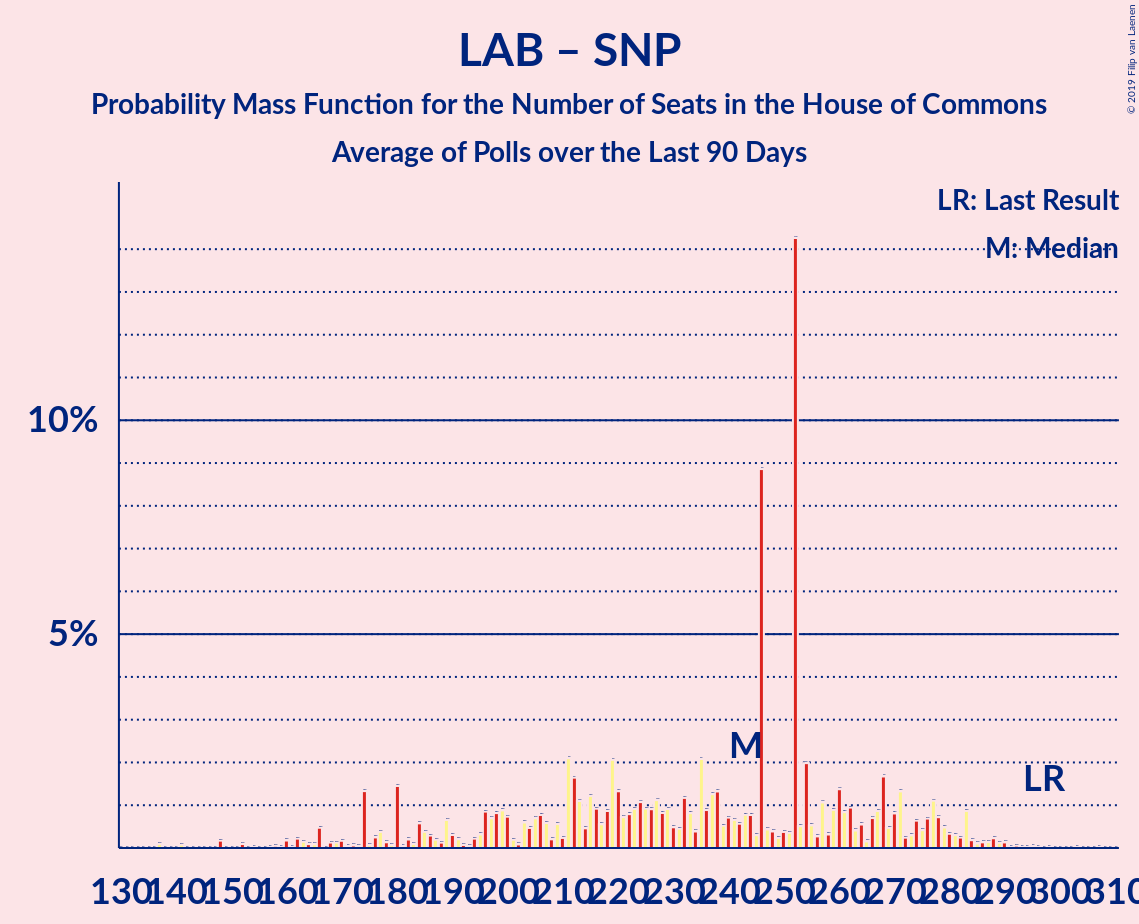 LAB – SNP
Probability Mass Function for the Number of Seats in the House of Commons
Average of Polls over the Last 90 Days
© 2019 Filip van Laenen
LR: Last Result
M: Median
10%
5%
M
LR
130 140 150 160 170 180 190 200 210 220 230 240 250 260 270 280 290 300 310